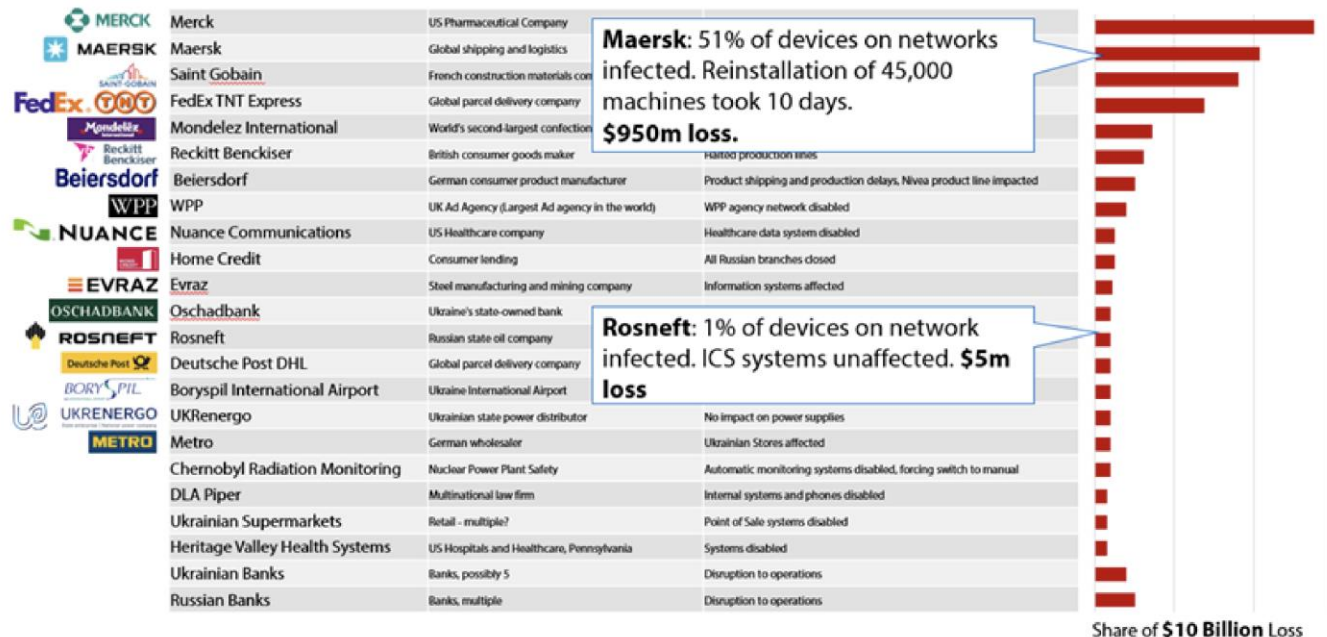 MERCK Merck US Pharmaceutical Company
MAERSK Maersk Global shipping and logistics
SAINT-GOBAIN Saint Gobain French construction materials com
FedEx. TNT FedEx TNT Express Global parcel delivery company
Mondelēz International Mondelez International World's second-largest confection
Reckitt Benckiser Reckitt Benckiser British consumer goods maker Halted production lines
Beiersdorf Beiersdorf German consumer product manufacturer Product shipping and production delays, Nivea product line impacted
WPP WPP UK Ad Agency (Largest Ad agency in the world) WPP agency network disabled
NUANCE Nuance Communications US Healthcare company Healthcare data system disabled
Home Credit Consumer lending All Russian branches closed
EVRAZ Evraz Steel manufacturing and mining company Information systems affected
OSCHADBANK Oschadbank Ukraine's state-owned bank
ROSNEFT Rosneft Russian state oil company
Deutsche Post Deutsche Post DHL Global parcel delivery company
BORYSPIL Boryspil International Airport Ukraine International Airport
UKRENERGO UKRenergo Ukrainian state power distributor No impact on power supplies
METRO Metro German wholesaler Ukrainian Stores affected
Chernobyl Radiation Monitoring Nuclear Power Plant Safety Automatic monitoring systems disabled, forcing switch to manual
DLA Piper Multinational law firm Internal systems and phones disabled
Ukrainian Supermarkets Retail - multiple? Point of Sale systems disabled
Heritage Valley Health Systems US Hospitals and Healthcare, Pennsylvania Systems disabled
Ukrainian Banks Banks, possibly 5 Disruption to operations
Russian Banks Banks, multiple Disruption to operations
Maersk: 51% of devices on networks
infected. Reinstallation of 45,000
machines took 10 days.
$950m loss.
Rosneft: 1% of devices on network
infected. ICS systems unaffected. $5m
loss
Share of $10 Billion Loss